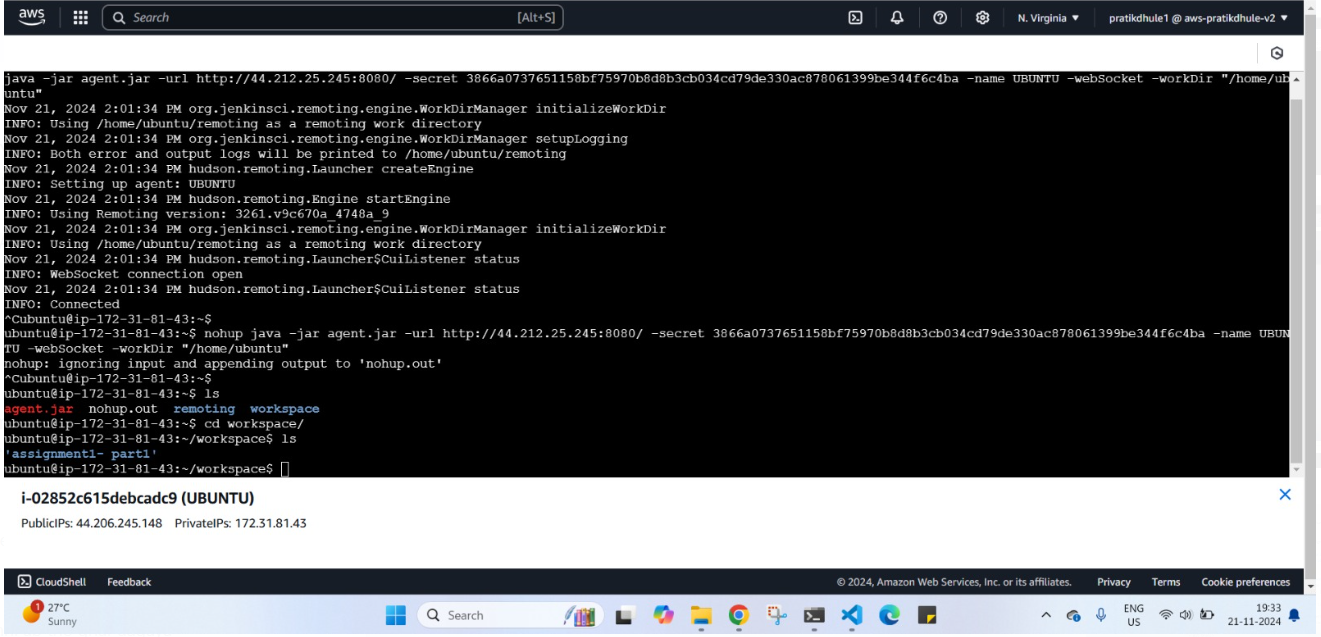 aws
Search
[Alt+S]
N. Virginia ▼
pratikdhule1 @ aws-pratikdhule-v2 ▼
java -jar agent.jar -url http://44.212.25.245:8080/ -secret 3866a0737651158bf75970b8d8b3cb034cd79de330ac878061399be344f6c4ba -name UBUNTU -webSocket -workDir "/home/ub
untu"
Nov 21, 2024 2:01:34 PM org.jenkinsci.remoting.engine.WorkDirManager initializeWorkDir
INFO: Using /home/ubuntu/remoting as a remoting work directory
Nov 21, 2024 2:01:34 PM org.jenkinsci.remoting.engine.WorkDirManager setupLogging
INFO: Both error and output logs will be printed to /home/ubuntu/remoting
Nov 21, 2024 2:01:34 PM hudson.remoting.Launcher createEngine
INFO: Setting up agent: UBUNTU
Nov 21, 2024 2:01:34 PM hudson.remoting.Engine startEngine
INFO: Using Remoting version: 3261.v9c670a_4748a_9
Nov 21, 2024 2:01:34 PM org.jenkinsci.remoting.engine.WorkDirManager initializeWorkDir
INFO: Using /home/ubuntu/remoting as a remoting work directory
Nov 21, 2024 2:01:34 PM hudson.remoting.Launcher$CuiListener status
INFO: WebSocket connection open
Nov 21, 2024 2:01:34 PM hudson.remoting.Launcher$CuiListener status
INFO: Connected
^Cubuntu@ip-172-31-81-43:~$
ubuntu@ip-172-31-81-43:~$ nohup java -jar agent.jar -url http://44.212.25.245:8080/ -secret 3866a0737651158bf75970b8d8b3cb034cd79de330ac878061399be344f6c4ba -name UBUN
TU -webSocket -workDir "/home/ubuntu"
nohup: ignoring input and appending output to 'nohup.out'
^Cubuntu@ip-172-31-81-43:~$
ubuntu@ip-172-31-81-43:~$ ls
agent.jar nohup.out remoting workspace
ubuntu@ip-172-31-81-43:~$ cd workspace/
ubuntu@ip-172-31-81-43:~/workspace$ ls
'assignment1- part1'
ubuntu@ip-172-31-81-43:~/workspace$
i-02852c615debcadc9 (UBUNTU)
PublicIPs: 44.206.245.148 PrivateIPs: 172.31.81.43
CloudShell Feedback
© 2024, Amazon Web Services, Inc. or its affiliates. Privacy Terms Cookie preferences
1
27°C
Sunny
Search
ENG
US
19:33
21-11-2024